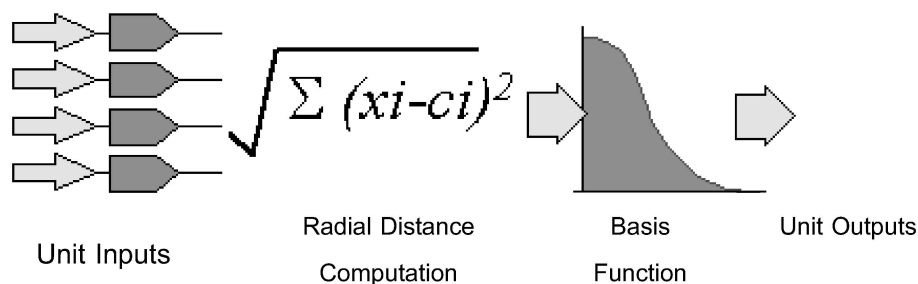 √Σ (xi-ci)²
Unit Inputs
Radial Distance
Computation
Basis
Function
Unit Outputs